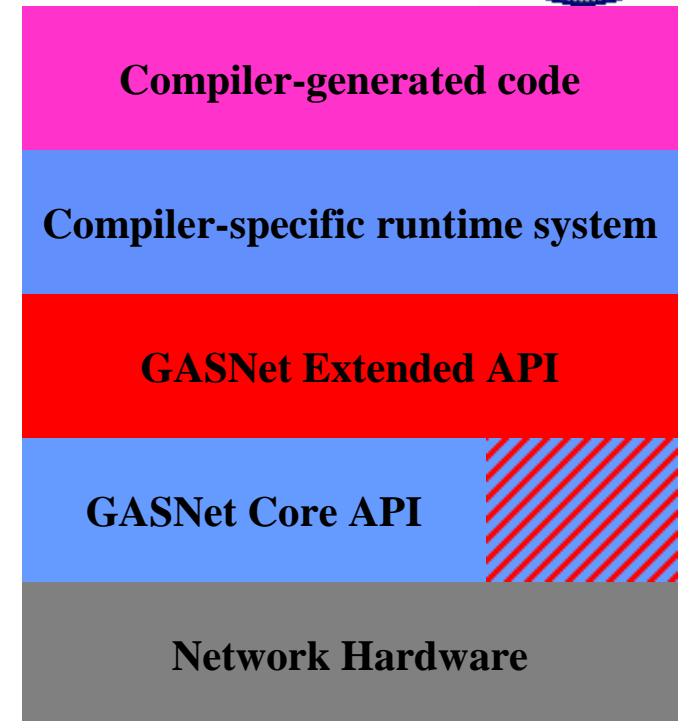 Compiler-generated code
Compiler-specific runtime system
GASNet Extended API
GASNet Core API
Network Hardware